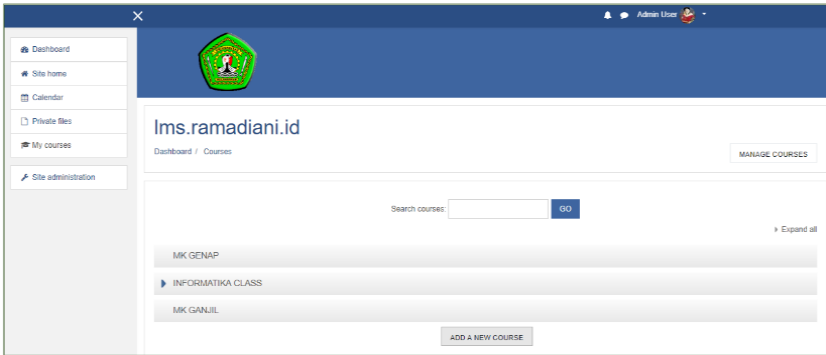 Admin User
Dashboard
Site home
Calendar
Private files
My courses
Site administration
lms.ramadiani.id
Dashboard / Courses
MANAGE COURSES
Search courses:
GO
Expand all
MK GENAP
INFORMATIKA CLASS
MK GANJIL
ADD A NEW COURSE